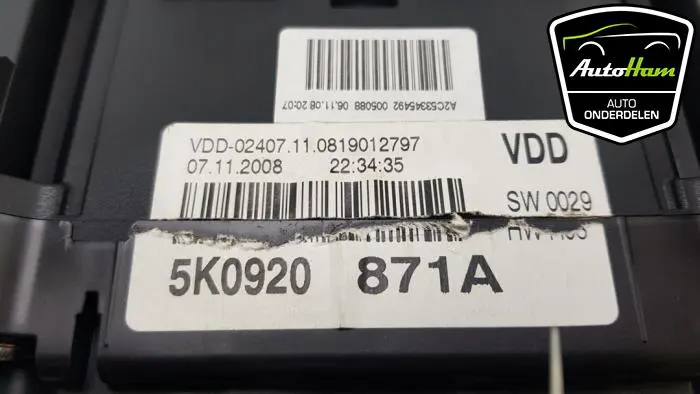 A2C53345492 005088 06.11.08 20:07
VDD-02407.11.0819012797
07.11.2008 22:34:35
VDD
SW 0029
5K0920 871A
AutoHam
AUTO
ONDERDELEN